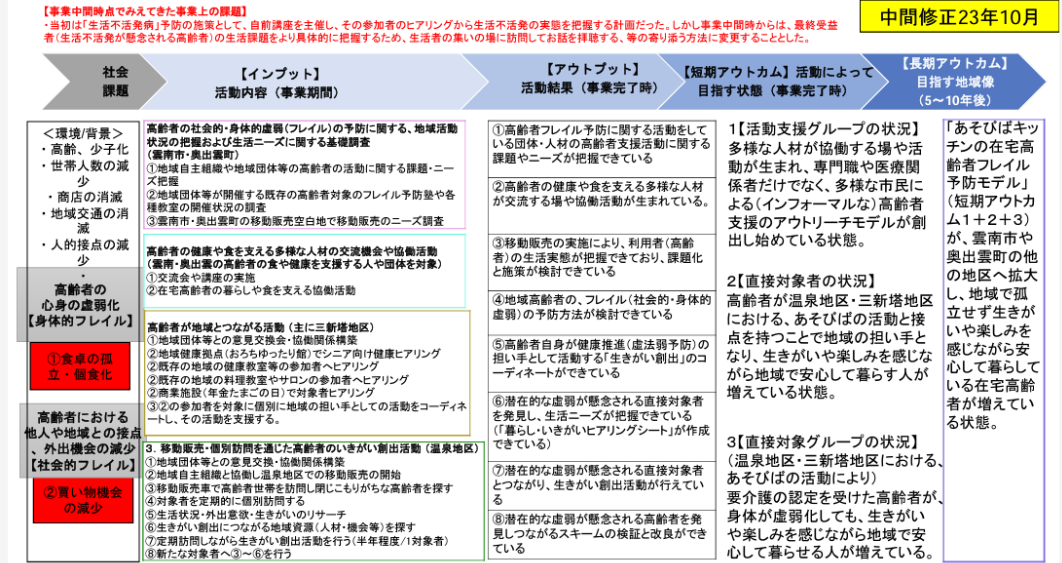 【事業中間時点でみえてきた事業上の課題】
・当初は「生活不活発病」予防の施策として、自前講座を主催し、その参加者のヒアリングから生活不活発の実態を把握する計画だった。しかし事業中間時からは、最終受益
者(生活不活発が懸念される高齢者)の生活課題をより具体的に把握するため、生活者の集いの場に訪問してお話を拝聴する、等の寄り添う方法に変更することとした。
中間修正23年10月
社会
課題
【インプット】
活動内容（事業期間）
【アウトプット】
活動結果（事業完了時）
【短期アウトカム】活動によって
目指す状態（事業完了時）
【長期アウトカム】
目指す地域像
（5～10年後）
＜環境/背景＞
・高齢、少子化
・世帯人数の減
少
・商店の消滅
・地域交通の消
滅
・人的接点の減
少
・
高齢者の
心身の虚弱化
【身体的フレイル】
①食卓の孤
立・個食化
高齢者における
他人や地域との接点
、外出機会の減少
【社会的フレイル】
②買い物機会
の減少
高齢者の社会的・身体的虚弱(フレイル)の予防に関する、地域活動
状況の把握および生活ニーズに関する基礎調査
(雲南市・奥出雲町)
①地域自主組織や地域団体等の高齢者の活動に関する課題・ニー
ズ把握
②地域団体等が開催する既存の高齢者対象のフレイル予防塾や各
種教室の開催状況の調査
③雲南市・奥出雲町の移動販売空白地で移動販売のニーズ調査
高齢者の健康や食を支える多様な人材の交流機会や協働活動
(雲南・奥出雲の高齢者の食や健康を支援する人や団体を対象)
①交流会や講座の実施
②在宅高齢者の暮らしや食を支える協働活動
高齢者が地域とつながる活動 (主に三新塔地区)
①地域団体等との意見交換会・協働関係構築
②地域健康拠点(おろちゆったり館)でシニア向け健康ヒアリング
②既存の地域の健康教室等の参加者へヒアリング
②既存の地域の料理教室やサロンの参加者へヒアリング
②商業施設(年金たまごの日)で対象者ヒアリング
③②の参加者を対象に個別に地域の担い手としての活動をコーディネ
ートし、その活動を支援する。
3．移動販売・個別訪問を通じた高齢者のいきがい創出活動 (温泉地区)
①地域団体等との意見交換・協働関係構築
②地域自主組織と協働し温泉地区での移動販売の開始
③移動販売車で高齢者世帯を訪問し閉じこもりがちな高齢者を探す
④対象者を定期的に個別訪問する
⑤生活状況・外出意欲・生きがいのリサーチ
⑥生きがい創出につながる地域資源(人材・機会等)を探す
⑦定期訪問しながら生きがい創出活動を行う(半年程度/1対象者)
⑧新たな対象者へ③～⑥を行う
①高齢者フレイル予防に関する活動をして
いる団体・人材の高齢者支援活動に関する
課題やニーズが把握できている
②高齢者の健康や食を支える多様な人材
が交流する場や協働活動が生まれている。
③移動販売の実施により、利用者(高齢
者)の生活実態が把握できており、課題化
と施策が検討できている
④地域高齢者の、フレイル(社会的・身体的
虚弱)の予防方法が検討できている
⑤高齢者自身が健康推進(虚法弱予防)の
担い手として活動する「生きがい創出」のコ
ーディネートができている
⑥潜在的な虚弱が懸念される直接対象者
を発見し、生活ニーズが把握できている
(「暮らし・いきがいヒアリングシート」が作成
できている)
⑦潜在的な虚弱が懸念される直接対象者
とつながり、生きがい創出活動が行えてい
る
⑧潜在的な虚弱が懸念される高齢者を発
見しつながるスキームの検証と改良ができ
ている
1【活動支援グループの状況】
多様な人材が協働する場や活
動が生まれ、専門職や医療関
係者だけでなく、多様な市民に
よる(インフォーマルな)高齢者
支援のアウトリーチモデルが創
出し始めている状態。
2【直接対象者の状況】
高齢者が温泉地区・三新塔地区
における、あそびばの活動と接
点を持つことで地域の担い手と
なり、生きがいや楽しみを感じな
がら地域で安心して暮らす人が
増えている状態。
3【直接対象グループの状況】
(温泉地区・三新塔地区における、
あそびばの活動により)
要介護の認定を受けた高齢者が、
身体が虚弱化しても、生きがい
や楽しみを感じながら地域で安
心して暮らせる人が増えている。
「あそびばキッ
チンの在宅高
齢者フレイル
予防モデル」
(短期アウトカ
ム1＋2＋3)
が、雲南市や
奥出雲町の他
の地区へ拡大
し、地域で孤
立せず生きが
いや楽しみを
感じながら安
心して暮らして
いる在宅高齢
者が増えてい
る状態。